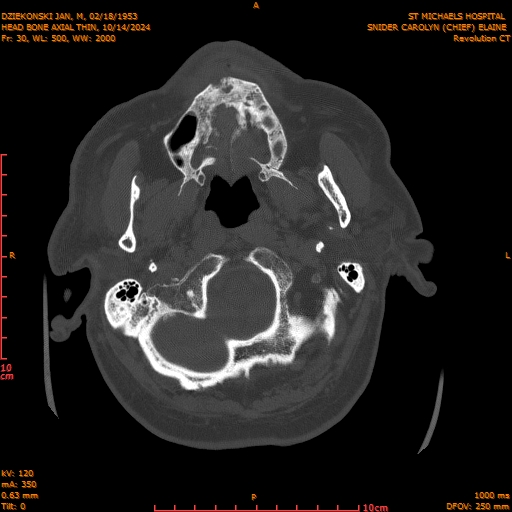 DZIEKONSKI JAN, M, 02/18/1953
HEAD BONE AXIAL THIN, 10/14/2024
Fr: 30, WL: 500, WW: 2000
A
ST MICHAELS HOSPITAL
SNIDER CAROLYN (CHIEF) ELAINE
Revolution CT
R
L
10
cm
kV: 120
mA: 350
0.63 mm
Tilt: 0
P
10cm
1000 ms
DFOV: 250 mm